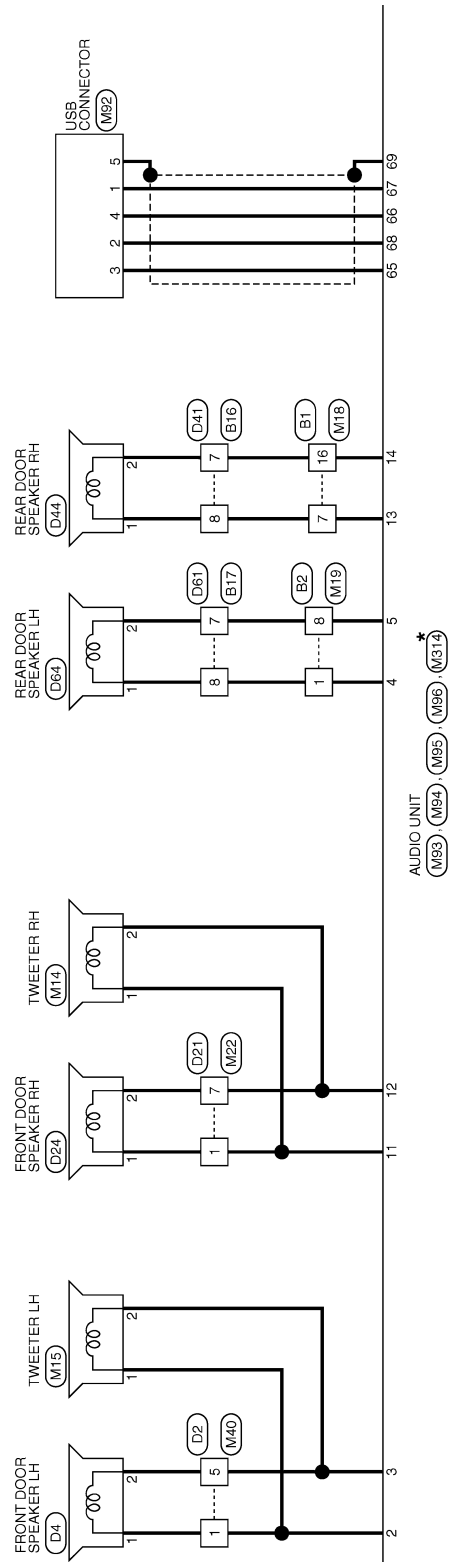 FRONT DOOR
SPEAKER LH
D4
1
2
TWEETER LH
M15
1
2
D2
M40
1
5
2
3
FRONT DOOR
SPEAKER RH
D24
1
2
TWEETER RH
M14
1
2
D21
M22
1
7
11
12
REAR DOOR
SPEAKER LH
D64
1
2
D61
B17
8
7
B2
M19
1
8
4
5
REAR DOOR
SPEAKER RH
D44
1
2
D41
B16
8
7
B1
M18
7
16
13
14
USB
CONNECTOR
M92
3
2
4
1
5
65
68
66
67
69
AUDIO UNIT
M93 , M94 , M95 , M96 , M314 *